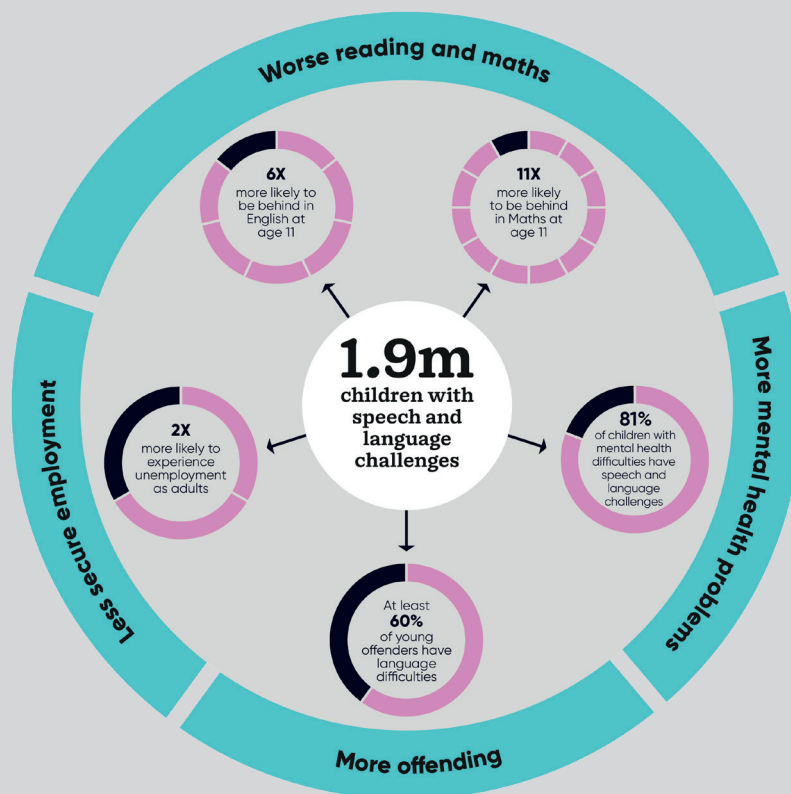 Worse reading and maths
6X
more likely to
be behind in
English at
age 11
11X
more likely
to be behind
in Maths at
age 11
1.9m
children with
speech and
language
challenges
2X
more likely to
experience
unemployment
as adults
81%
of children with
mental health
difficulties have
speech and
language
challenges
At least
60%
of young
offenders have
language
difficulties
Less secure employment
More mental health problems
More offending